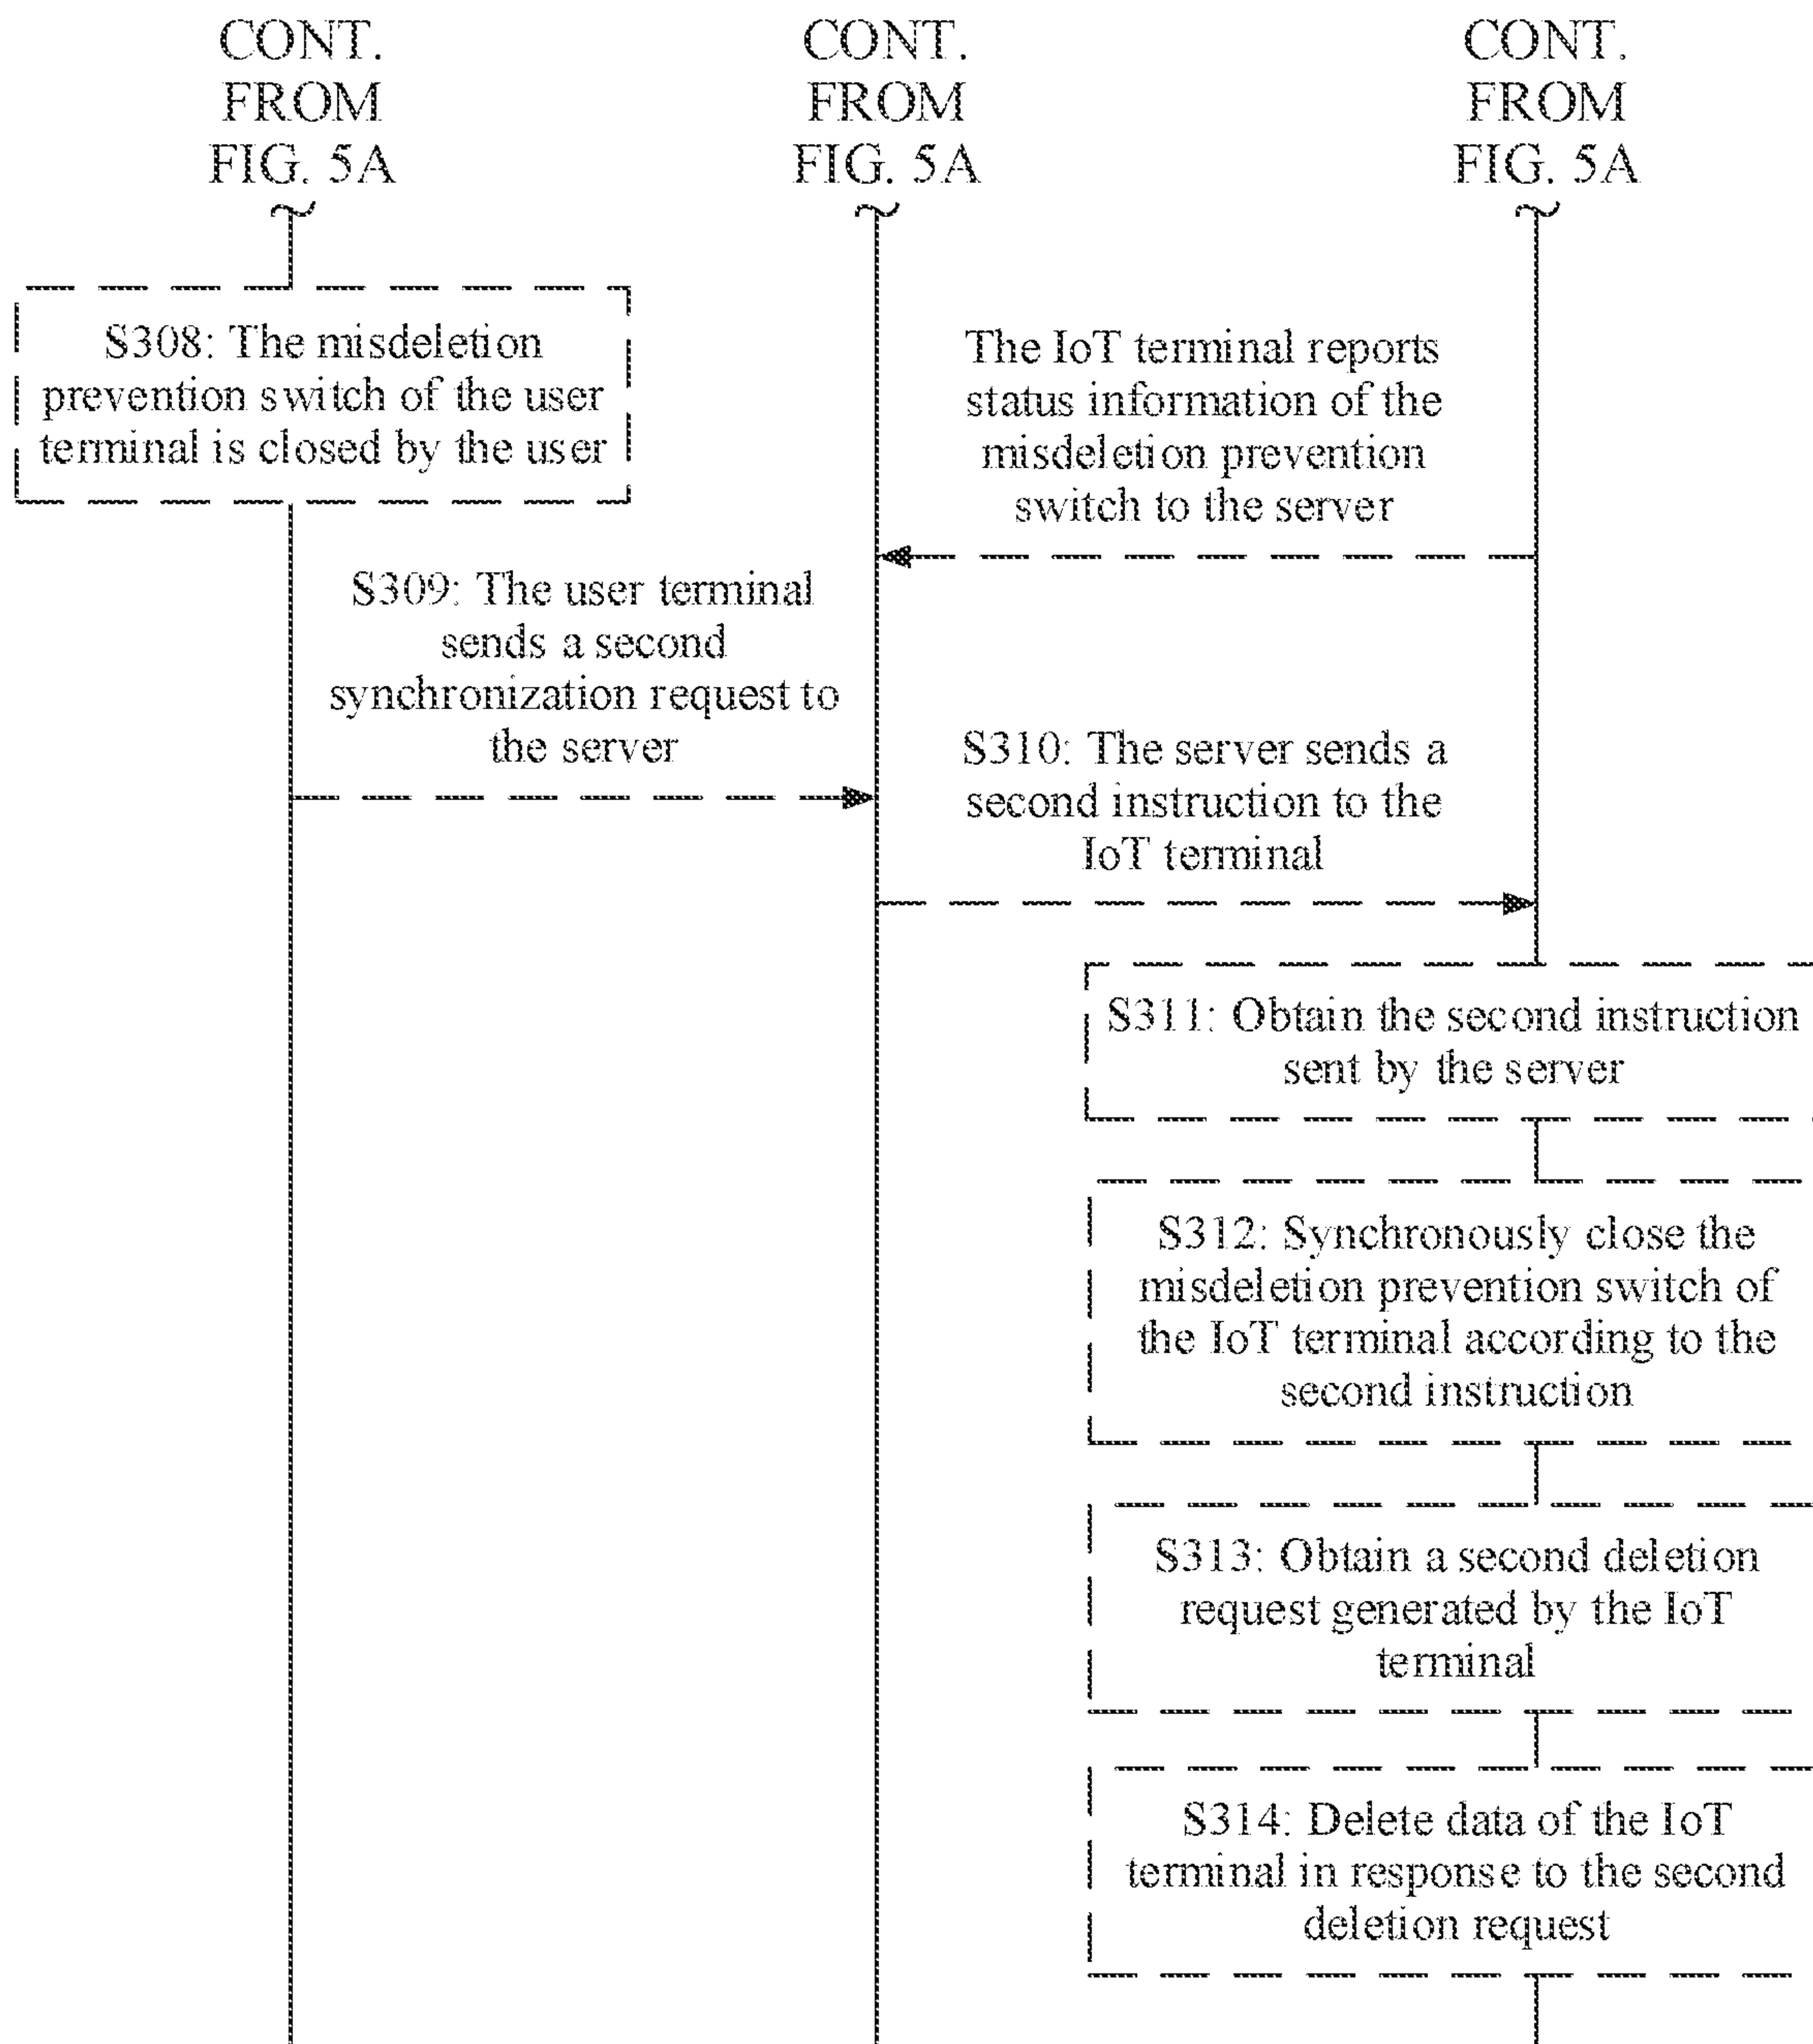 CONT.
FROM
FIG. 5A
CONT.
FROM
FIG. 5A
CONT.
FROM
FIG. 5A
S308: The misdeletion
prevention switch of the user
terminal is closed by the user
The IoT terminal reports
status information of the
misdeletion prevention
switch to the server
S309: The user terminal
sends a second
synchronization request to
the server
S310: The server sends a
second instruction to the
IoT terminal
S311: Obtain the second instruction
sent by the server
S312: Synchronously close the
misdeletion prevention switch of
the IoT terminal according to the
second instruction
S313: Obtain a second deletion
request generated by the IoT
terminal
S314: Delete data of the IoT
terminal in response to the second
deletion request